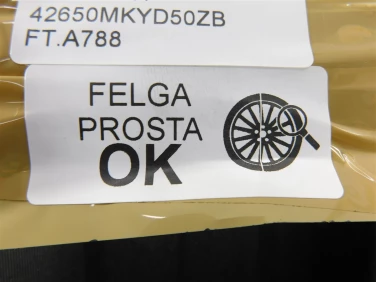 42650MKYD50ZB
FT.A788
FELGA
PROSTA
OK